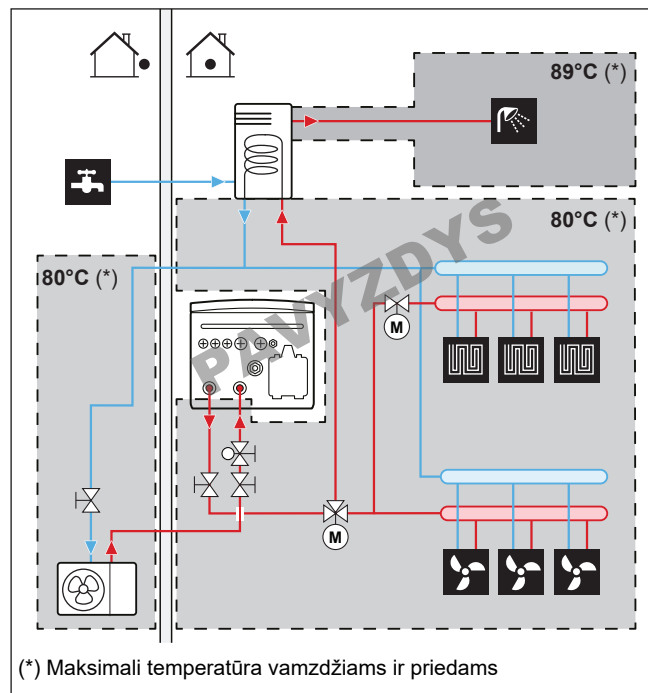 89°C (*)
80°C (*)
80°C (*)
PAVYZDYS
M
M
(*) Maksimali temperatūra vamzdžiams ir priedams